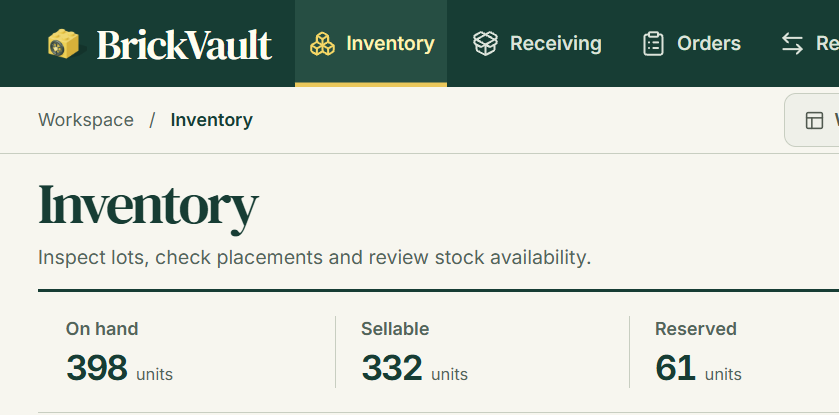 BrickVault Inventory Receiving Orders Re
Workspace / Inventory
Inventory
Inspect lots, check placements and review stock availability.
On hand Sellable Reserved
398 units 332 units 61 units